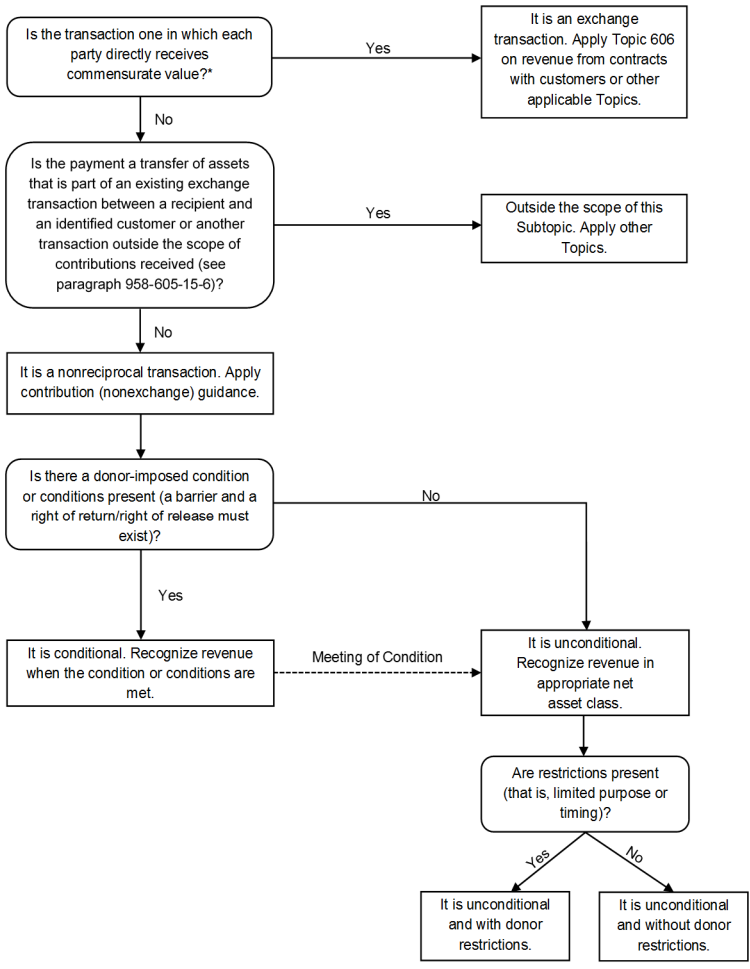 Is the transaction one in which each
party directly receives
commensurate value?*
Yes
It is an exchange
transaction. Apply Topic 606
on revenue from contracts
with customers or other
applicable Topics.
No
Is the payment a transfer of assets
that is part of an existing exchange
transaction between a recipient and
an identified customer or another
transaction outside the scope of
contributions received (see
paragraph 958-605-15-6)?
Yes
Outside the scope of this
Subtopic. Apply other
Topics.
No
It is a nonreciprocal transaction. Apply
contribution (nonexchange) guidance.
Is there a donor-imposed condition
or conditions present (a barrier and a
right of return/right of release must
exist)?
No
Yes
It is conditional. Recognize revenue
when the condition or conditions are
met.
Meeting of Condition
It is unconditional.
Recognize revenue in
appropriate net
asset class.
Are restrictions present
(that is, limited purpose or
timing)?
Yes
No
It is unconditional
and with donor
restrictions.
It is unconditional
and without donor
restrictions.